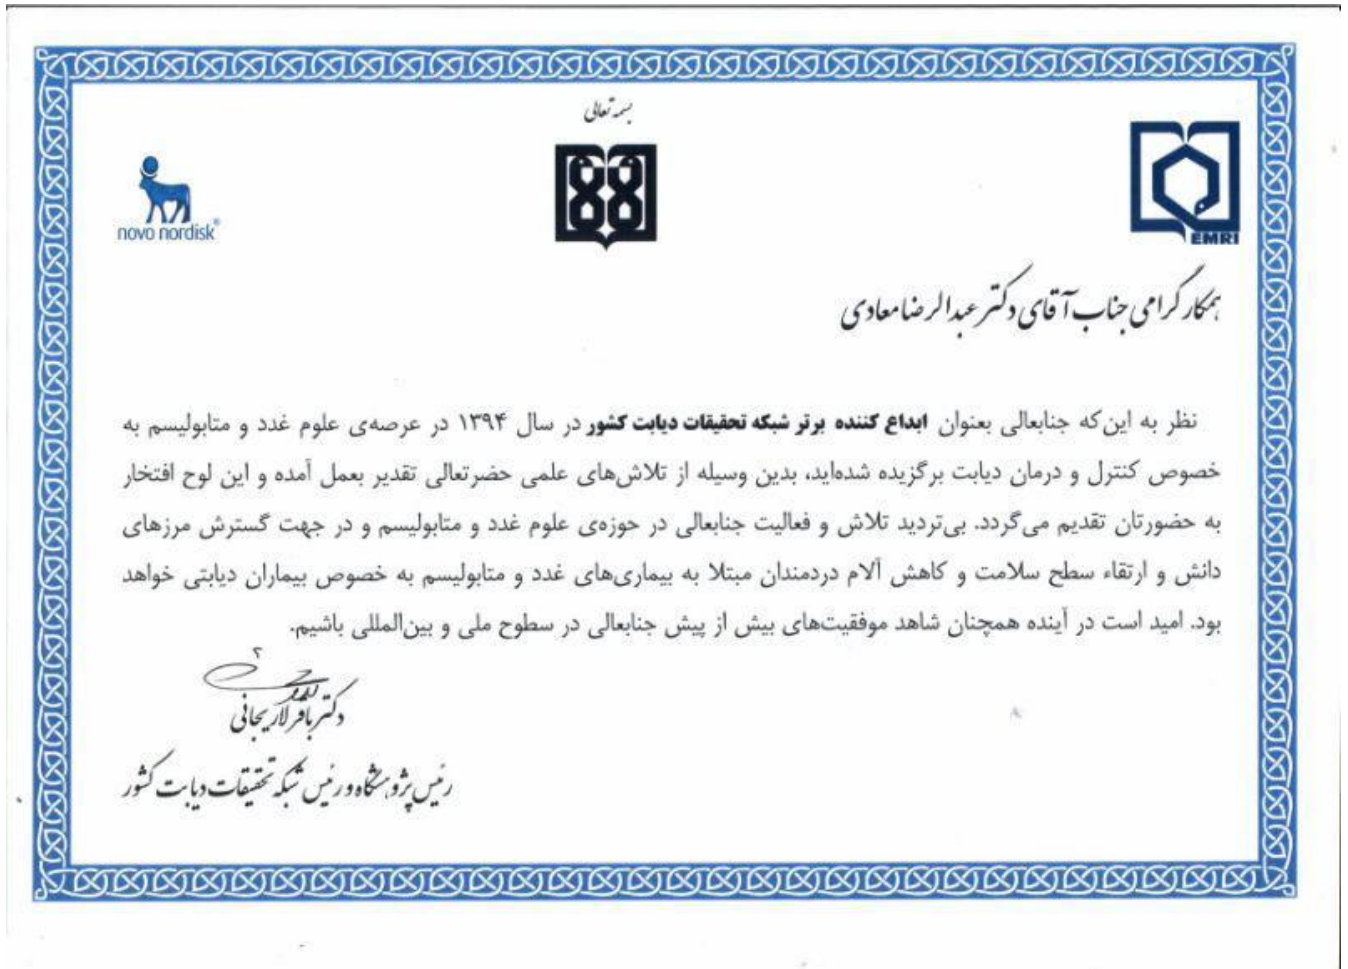 بسمه تعالی
novo nordisk®
EMRI
همکار گرامی جناب آقای دکتر عبدالرضا معادی
نظر به این‌که جنابعالی بعنوان ابداع کننده برتر شبکه تحقیقات دیابت کشور در سال ۱۳۹۴ در عرصه‌ی علوم غدد و متابولیسم به
خصوص کنترل و درمان دیابت برگزیده شده‌اید، بدین وسیله از تلاش‌های علمی حضرتعالی تقدیر بعمل آمده و این لوح افتخار
به حضورتان تقدیم می‌گردد. بی‌تردید تلاش و فعالیت جنابعالی در حوزه‌ی علوم غدد و متابولیسم و در جهت گسترش مرزهای
دانش و ارتقاء سطح سلامت و کاهش آلام دردمندان مبتلا به بیماری‌های غدد و متابولیسم به خصوص بیماران دیابتی خواهد
بود. امید است در آینده همچنان شاهد موفقیت‌های بیش از پیش جنابعالی در سطوح ملی و بین‌المللی باشیم.
دکتر باقر لاریجانی
رئیس پژوهشگاه و رئیس شبکه تحقیقات دیابت کشور